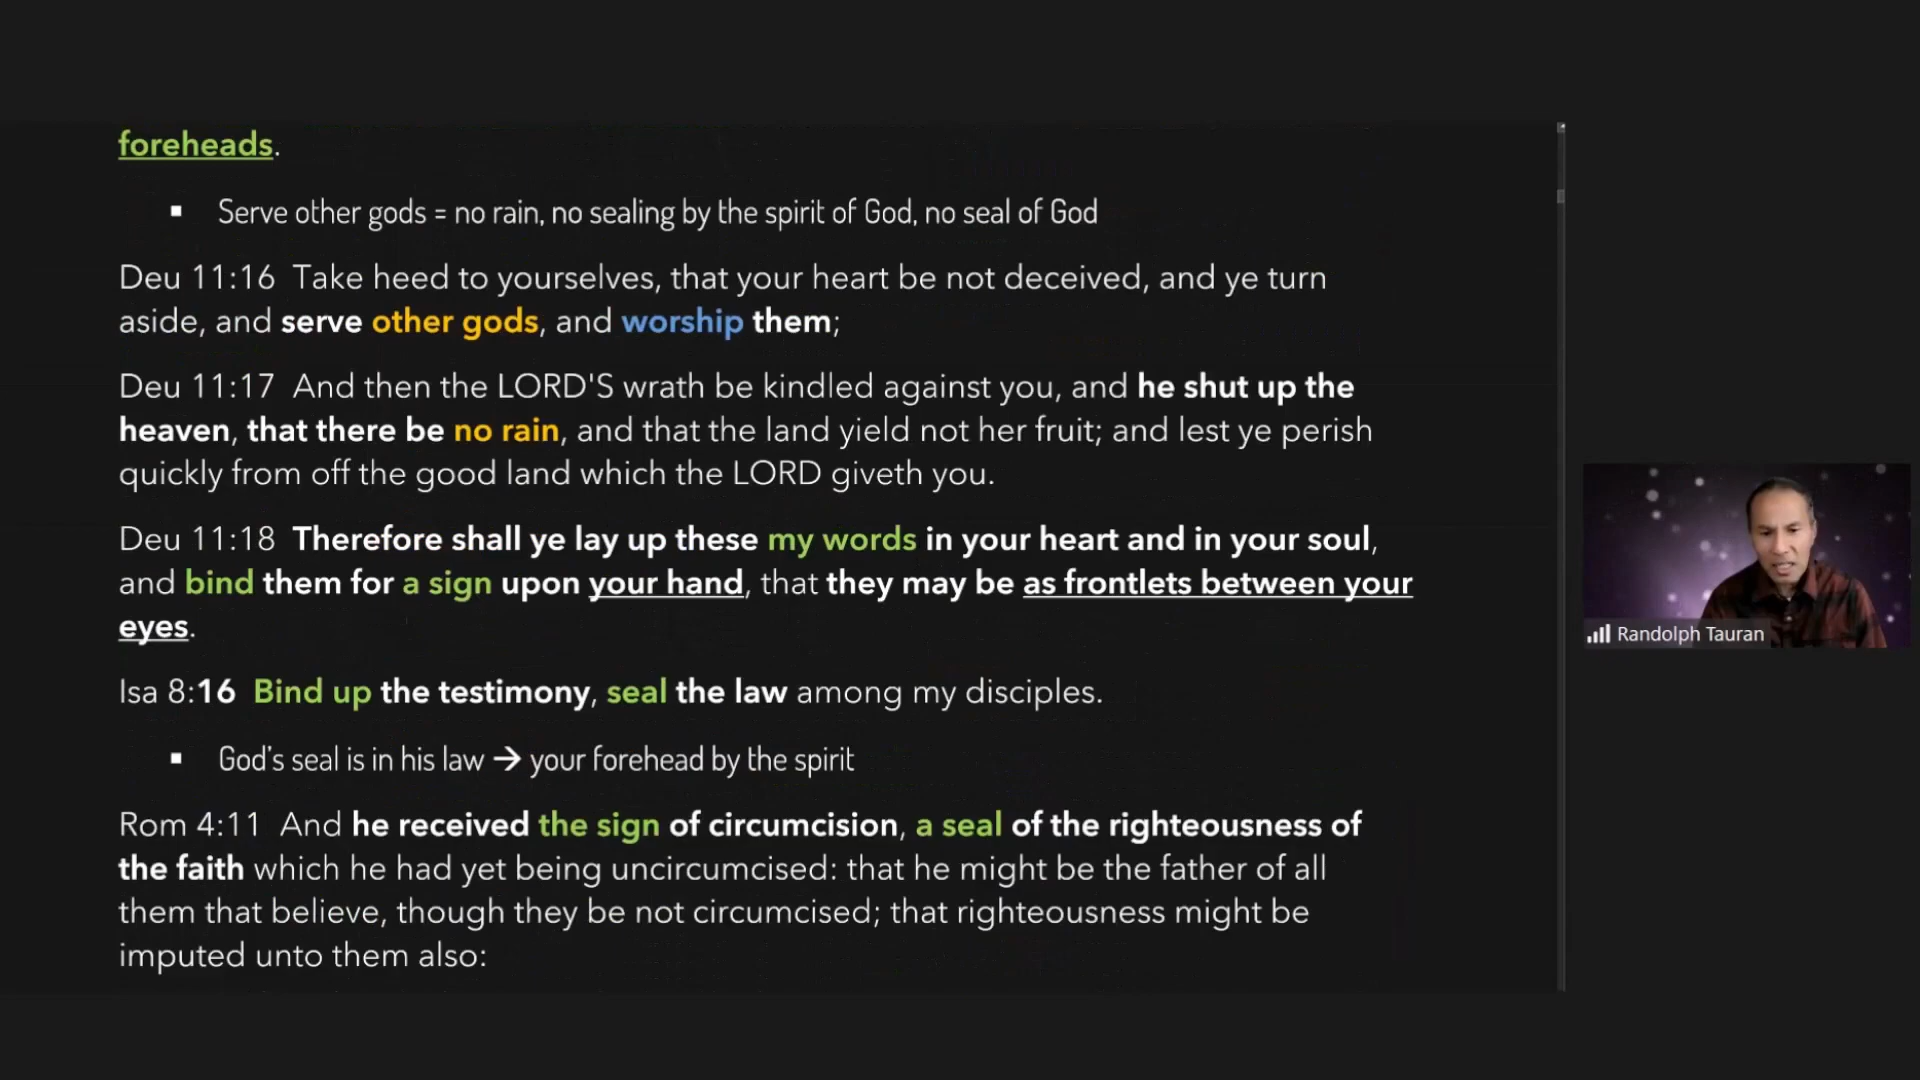 foreheads.
▪ Serve other gods = no rain, no sealing by the spirit of God, no seal of God
Deu 11:16 Take heed to yourselves, that your heart be not deceived, and ye turn
aside, and serve other gods, and worship them;
Deu 11:17 And then the LORD'S wrath be kindled against you, and he shut up the
heaven, that there be no rain, and that the land yield not her fruit; and lest ye perish
quickly from off the good land which the LORD giveth you.
Deu 11:18 Therefore shall ye lay up these my words in your heart and in your soul,
and bind them for a sign upon your hand, that they may be as frontlets between your
eyes.
Isa 8:16 Bind up the testimony, seal the law among my disciples.
▪ God’s seal is in his law → your forehead by the spirit
Rom 4:11 And he received the sign of circumcision, a seal of the righteousness of
the faith which he had yet being uncircumcised: that he might be the father of all
them that believe, though they be not circumcised; that righteousness might be
imputed unto them also:
Randolph Tauran